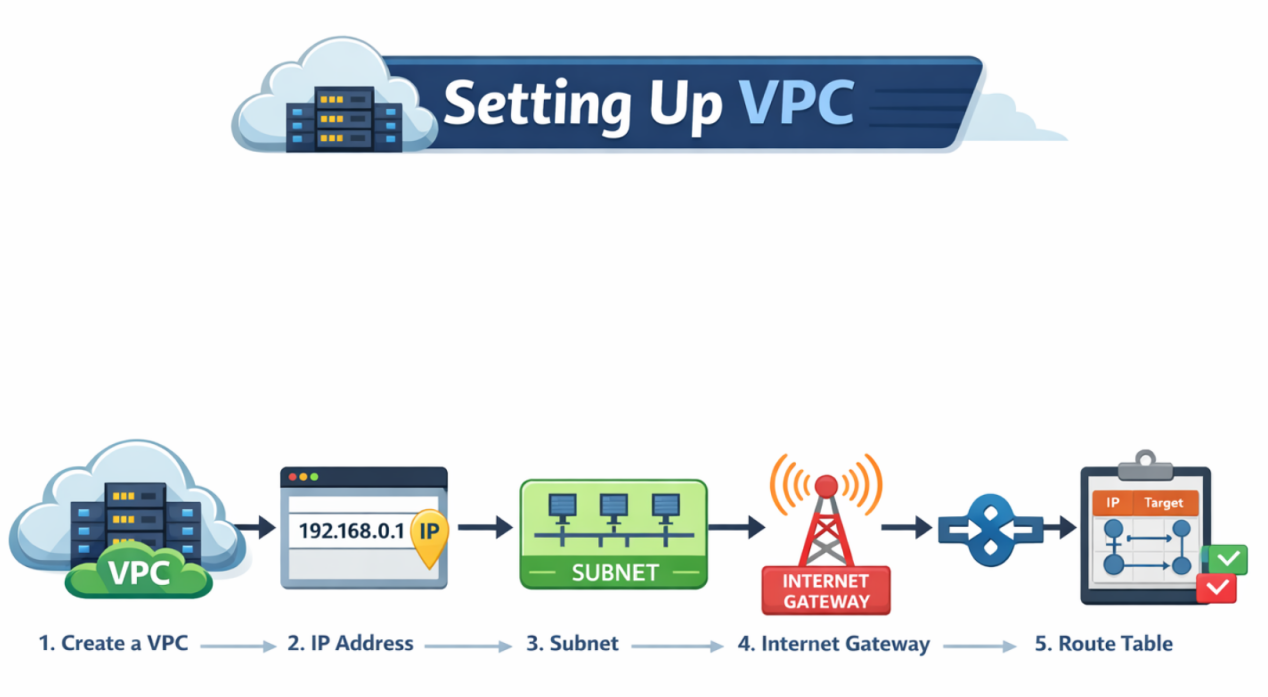 Setting Up VPC
VPC
192.168.0.1
IP
SUBNET
INTERNET
GATEWAY
IP Target
1. Create a VPC
2. IP Address
3. Subnet
4. Internet Gateway
5. Route Table